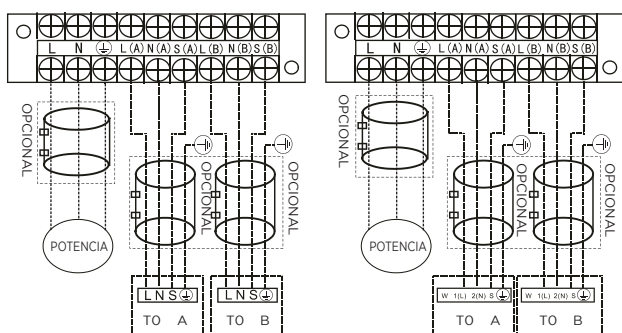 L N ⏚ L(A) N(A) S(A) L(B) N(B) S(B)
OPCIONAL
OPCIONAL
OPCIONAL
POTENCIA
L N S ⏚
L N S ⏚
TO A
TO B
L N ⏚ L(A) N(A) S(A) L(B) N(B) S(B)
OPCIONAL
OPCIONAL
OPCIONAL
POTENCIA
W 1(L) 2(N) S ⏚
W 1(L) 2(N) S ⏚
TO A
TO B